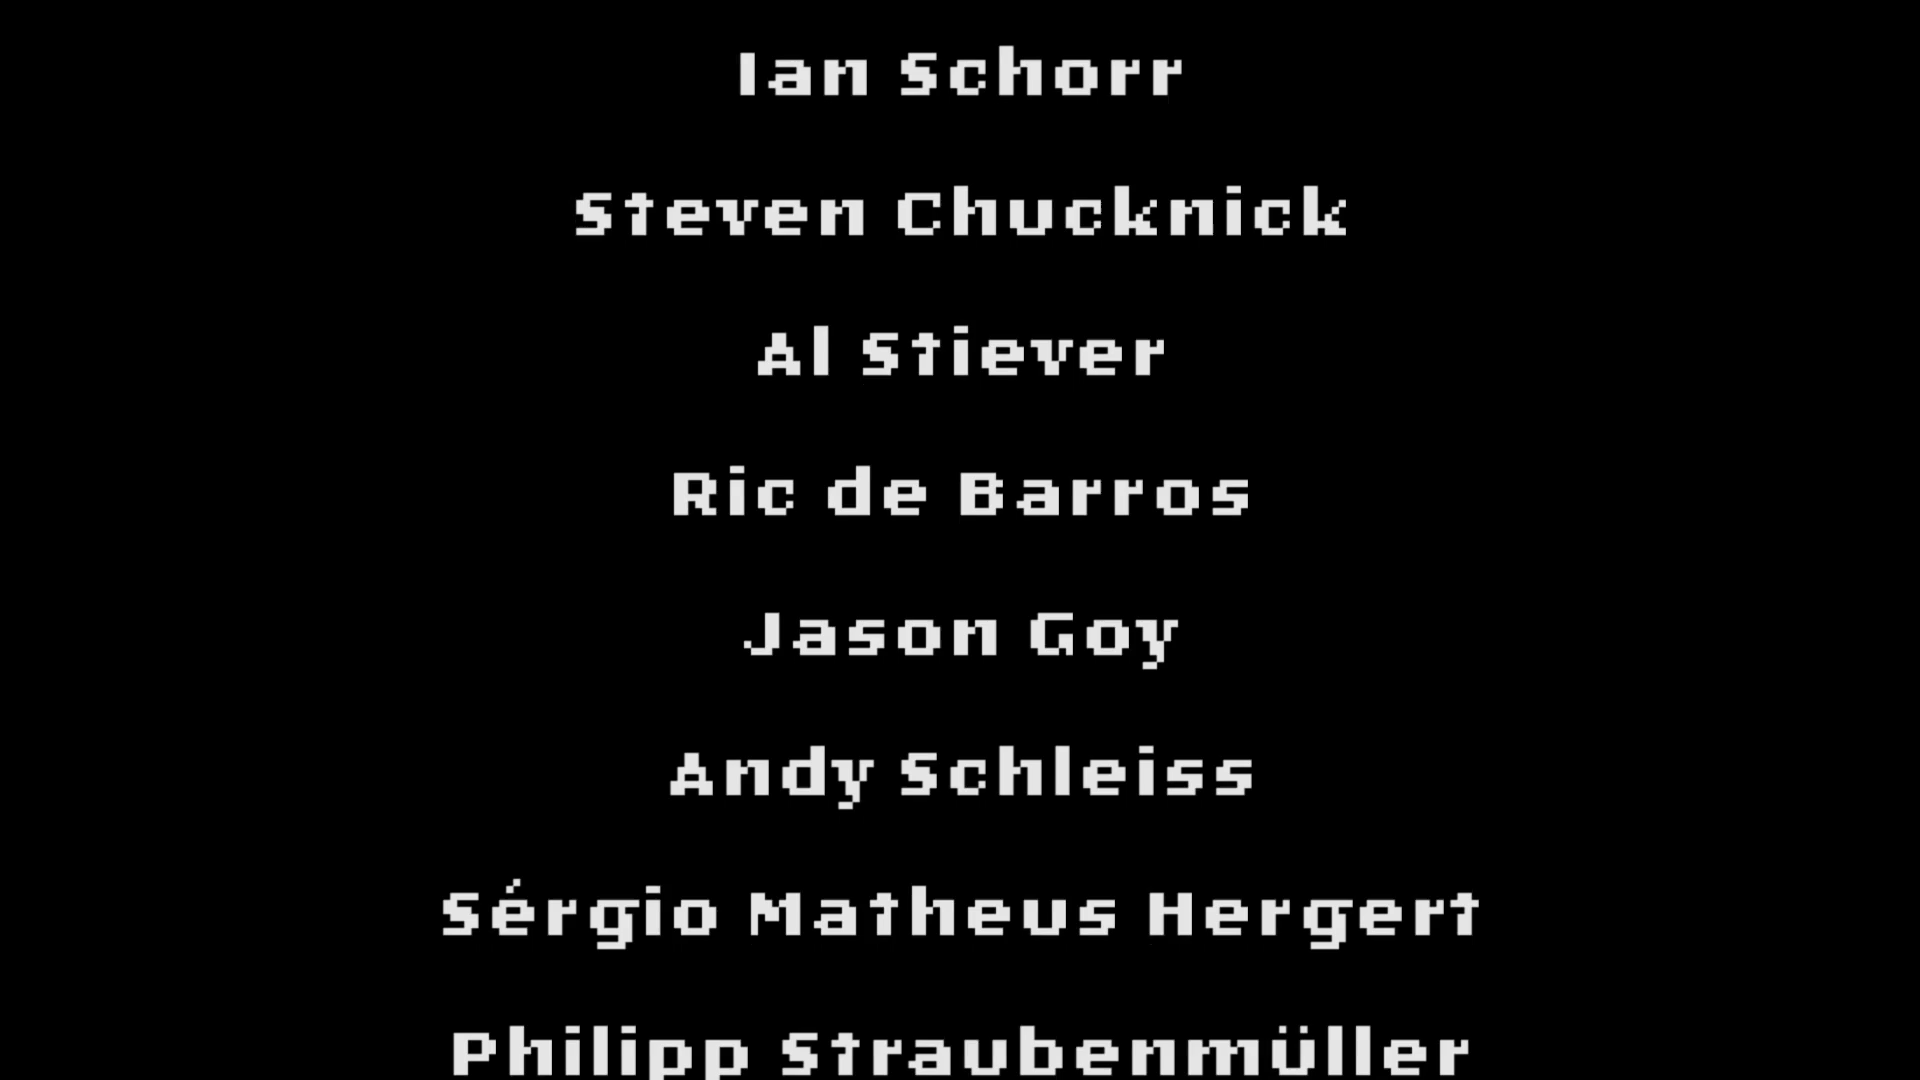 Ian Schorr
Steven Chucknick
Al Stiever
Ric de Barros
Jason Goy
Andy Schleiss
Sérgio Matheus Hergert
Philipp Straubenmüller